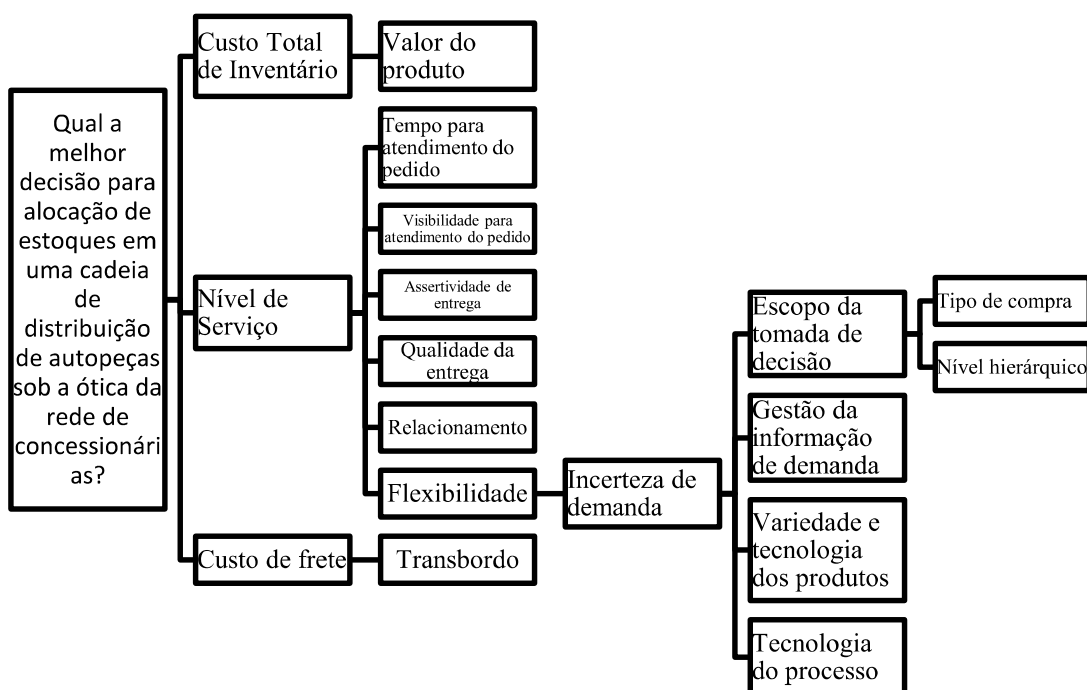 Qual a
melhor
decisão para
alocação de
estoques em
uma cadeia
de
distribuição
de autopeças
sob a ótica da
rede de
concessionári
as?
Custo Total
de Inventário
Valor do
produto
Nível de
Serviço
Tempo para
atendimento do
pedido
Visibilidade para
atendimento do pedido
Assertividade de
entrega
Qualidade da
entrega
Relacionamento
Flexibilidade
Incerteza de
demanda
Escopo da
tomada de
decisão
Tipo de compra
Nível hierárquico
Gestão da
informação
de demanda
Variedade e
tecnologia
dos produtos
Tecnologia
do processo
Custo de frete
Transbordo